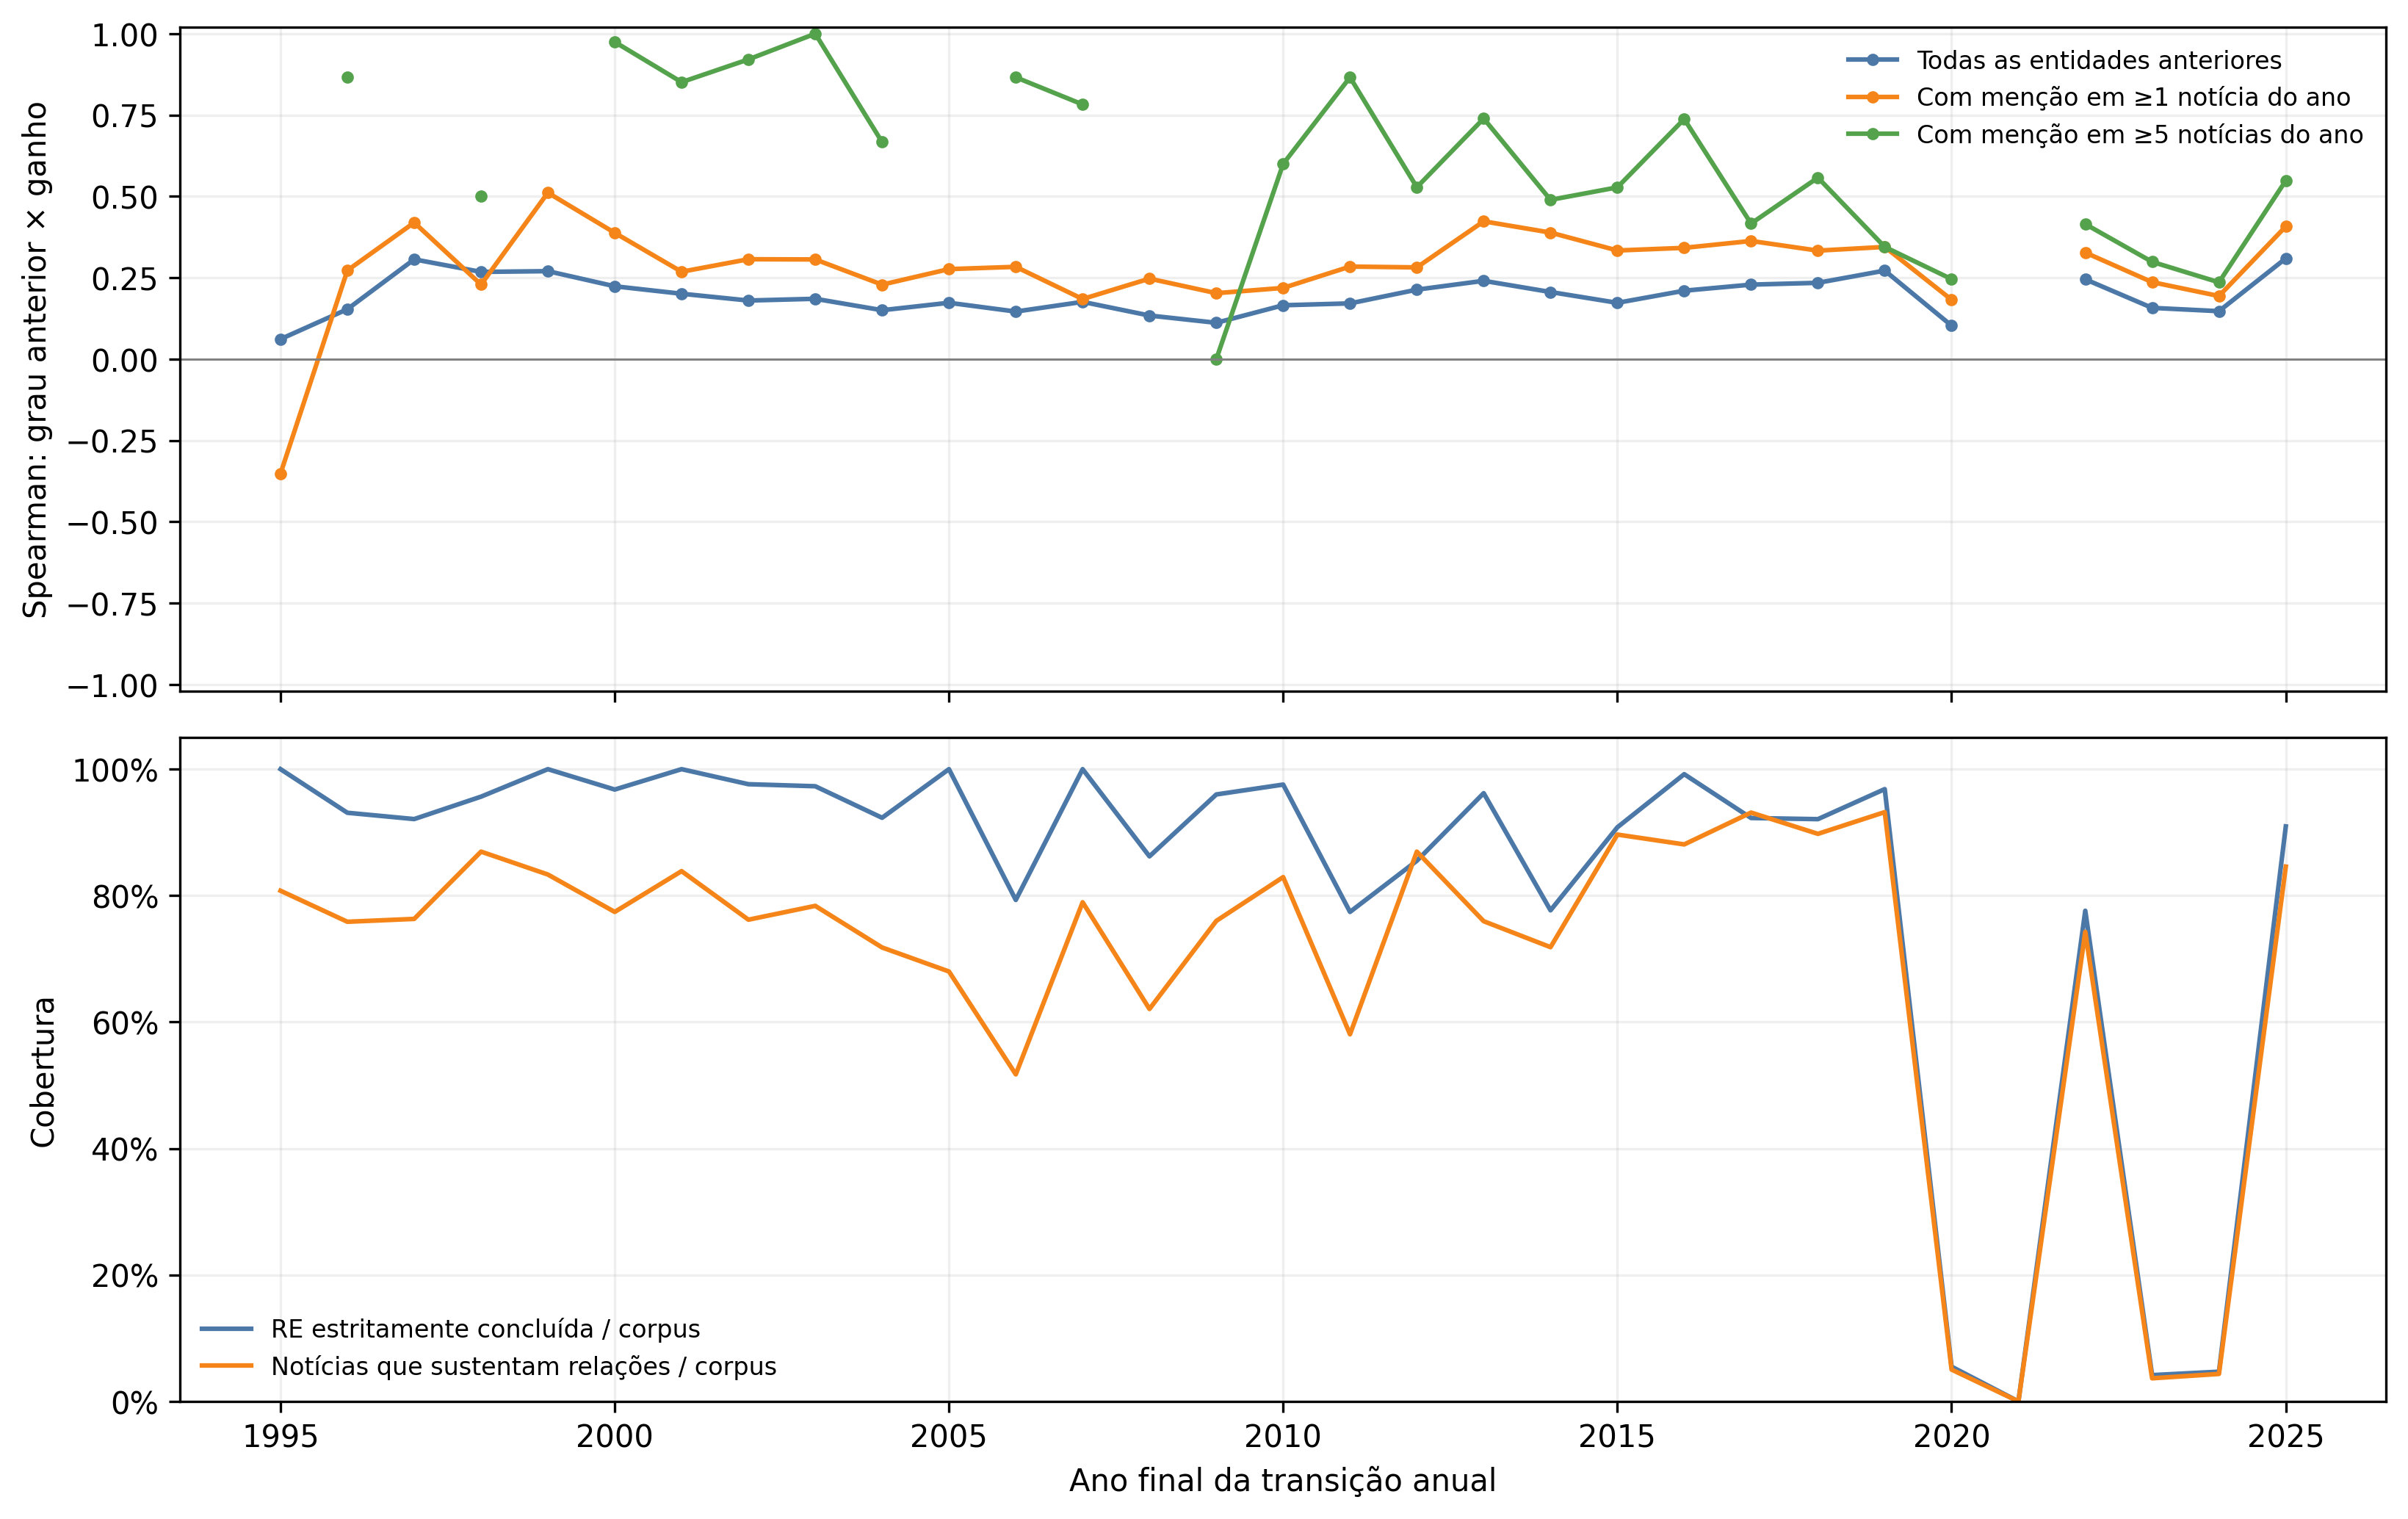 Spearman: grau anterior × ganho
1.00
0.75
0.50
0.25
0.00
−0.25
−0.50
−0.75
−1.00
Todas as entidades anteriores
Com menção em ≥1 notícia do ano
Com menção em ≥5 notícias do ano
Cobertura
100%
80%
60%
40%
20%
0%
RE estritamente concluída / corpus
Notícias que sustentam relações / corpus
1995 2000 2005 2010 2015 2020 2025
Ano final da transição anual